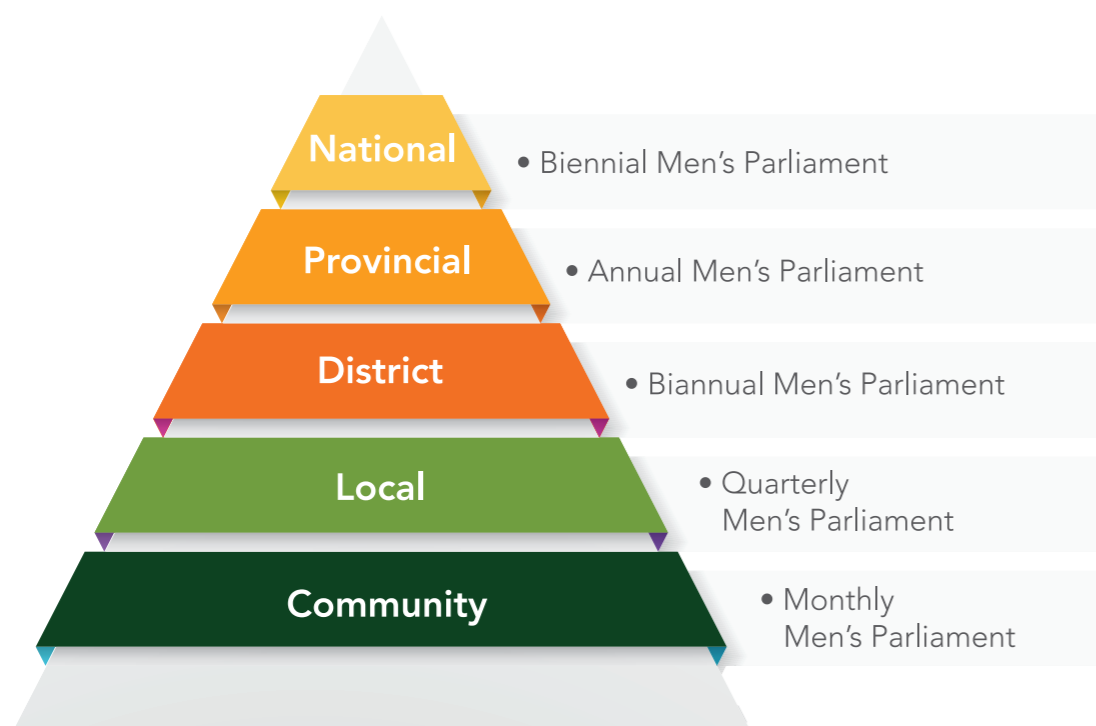 National
• Biennial Men’s Parliament
Provincial
• Annual Men’s Parliament
District
• Biannual Men’s Parliament
Local
• Quarterly
Men’s Parliament
Community
• Monthly
Men’s Parliament